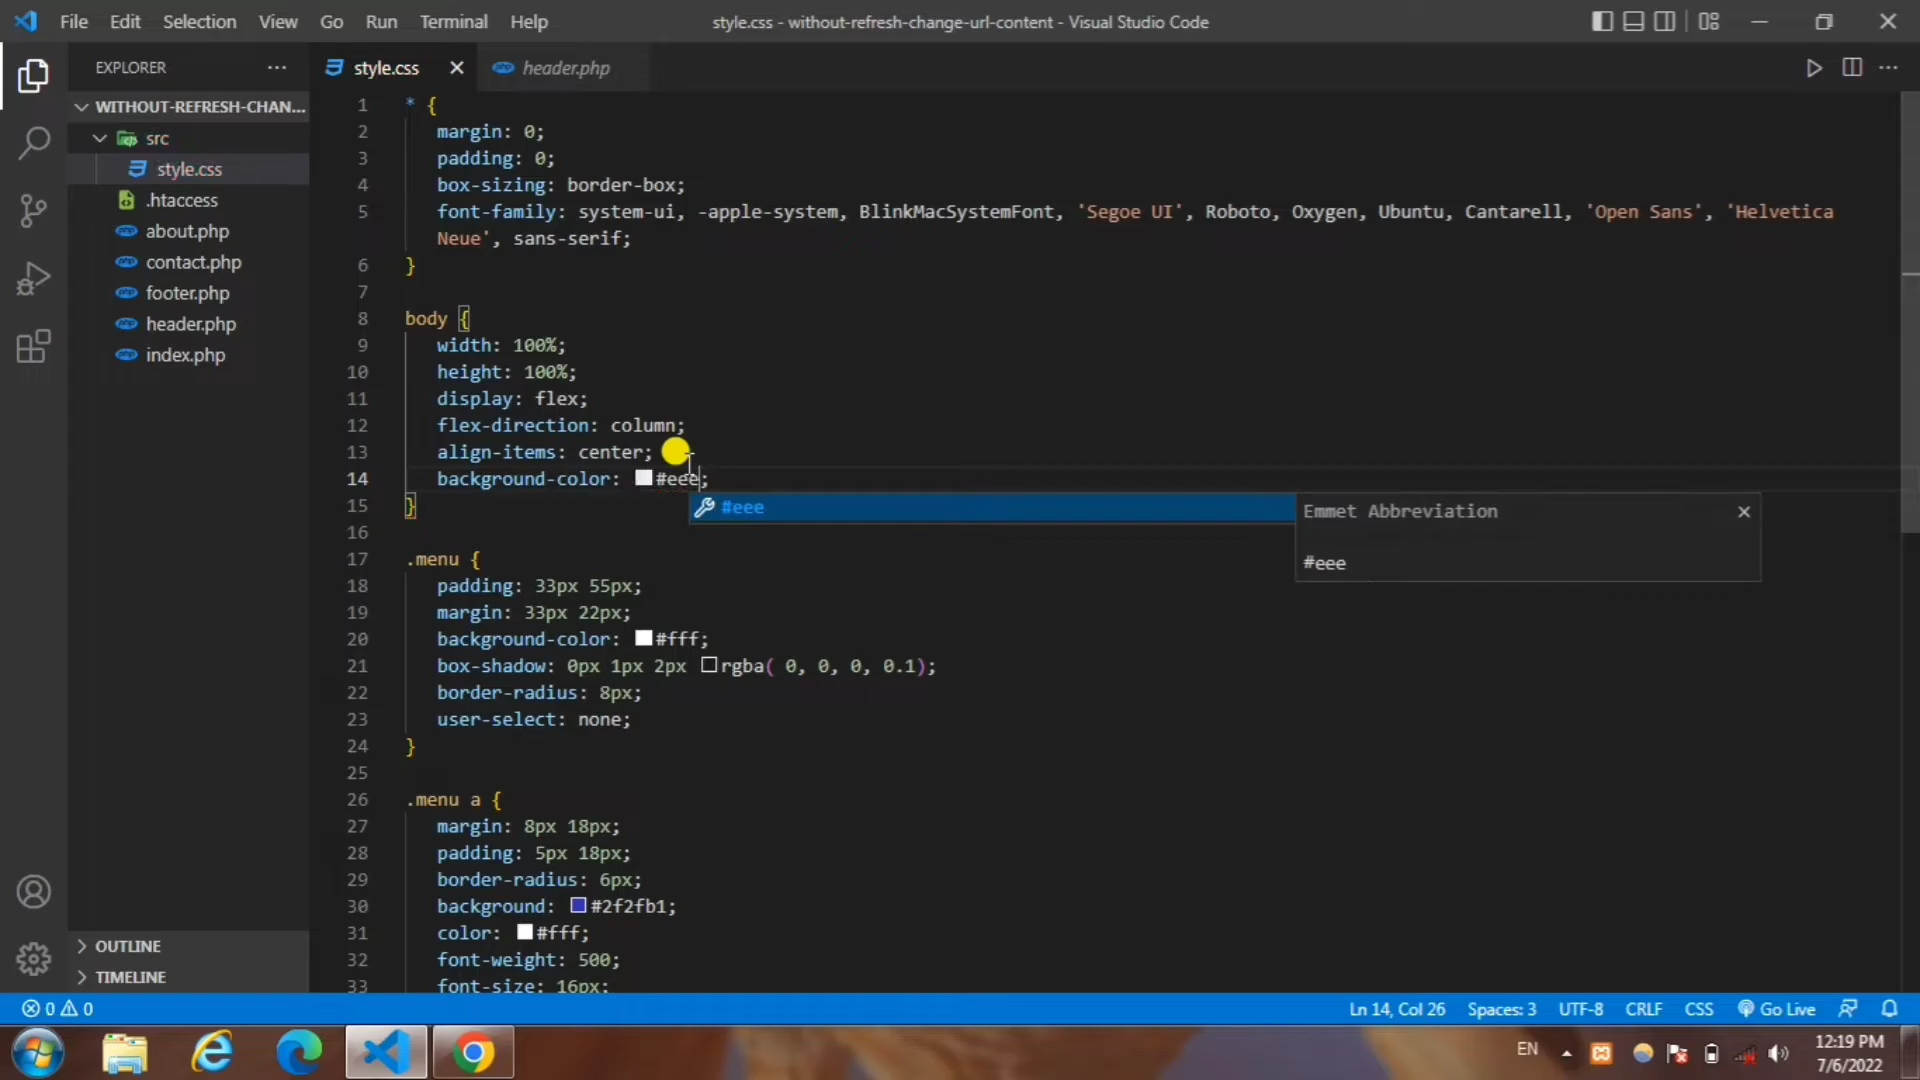 File Edit Selection View Go Run Terminal Help
style.css - without-refresh-change-url-content - Visual Studio Code
EXPLORER
style.css
header.php
WITHOUT-REFRESH-CHAN...
src
style.css
.htaccess
about.php
contact.php
footer.php
header.php
index.php
OUTLINE
TIMELINE
1 * {
2 margin: 0;
3 padding: 0;
4 box-sizing: border-box;
5 font-family: system-ui, -apple-system, BlinkMacSystemFont, 'Segoe UI', Roboto, Oxygen, Ubuntu, Cantarell, 'Open Sans', 'Helvetica
Neue', sans-serif;
6 }
7
8 body {
9 width: 100%;
10 height: 100%;
11 display: flex;
12 flex-direction: column;
13 align-items: center;
14 background-color: #eee;
#eee
Emmet Abbreviation
#eee
15 }
16
17 .menu {
18 padding: 33px 55px;
19 margin: 33px 22px;
20 background-color: #fff;
21 box-shadow: 0px 1px 2px rgba( 0, 0, 0, 0.1);
22 border-radius: 8px;
23 user-select: none;
24 }
25
26 .menu a {
27 margin: 8px 18px;
28 padding: 5px 18px;
29 border-radius: 6px;
30 background: #2f2fb1;
31 color: #fff;
32 font-weight: 500;
33 font-size: 16px;
0 0
Ln 14, Col 26 Spaces: 3 UTF-8 CRLF CSS Go Live
EN
12:19 PM
7/6/2022